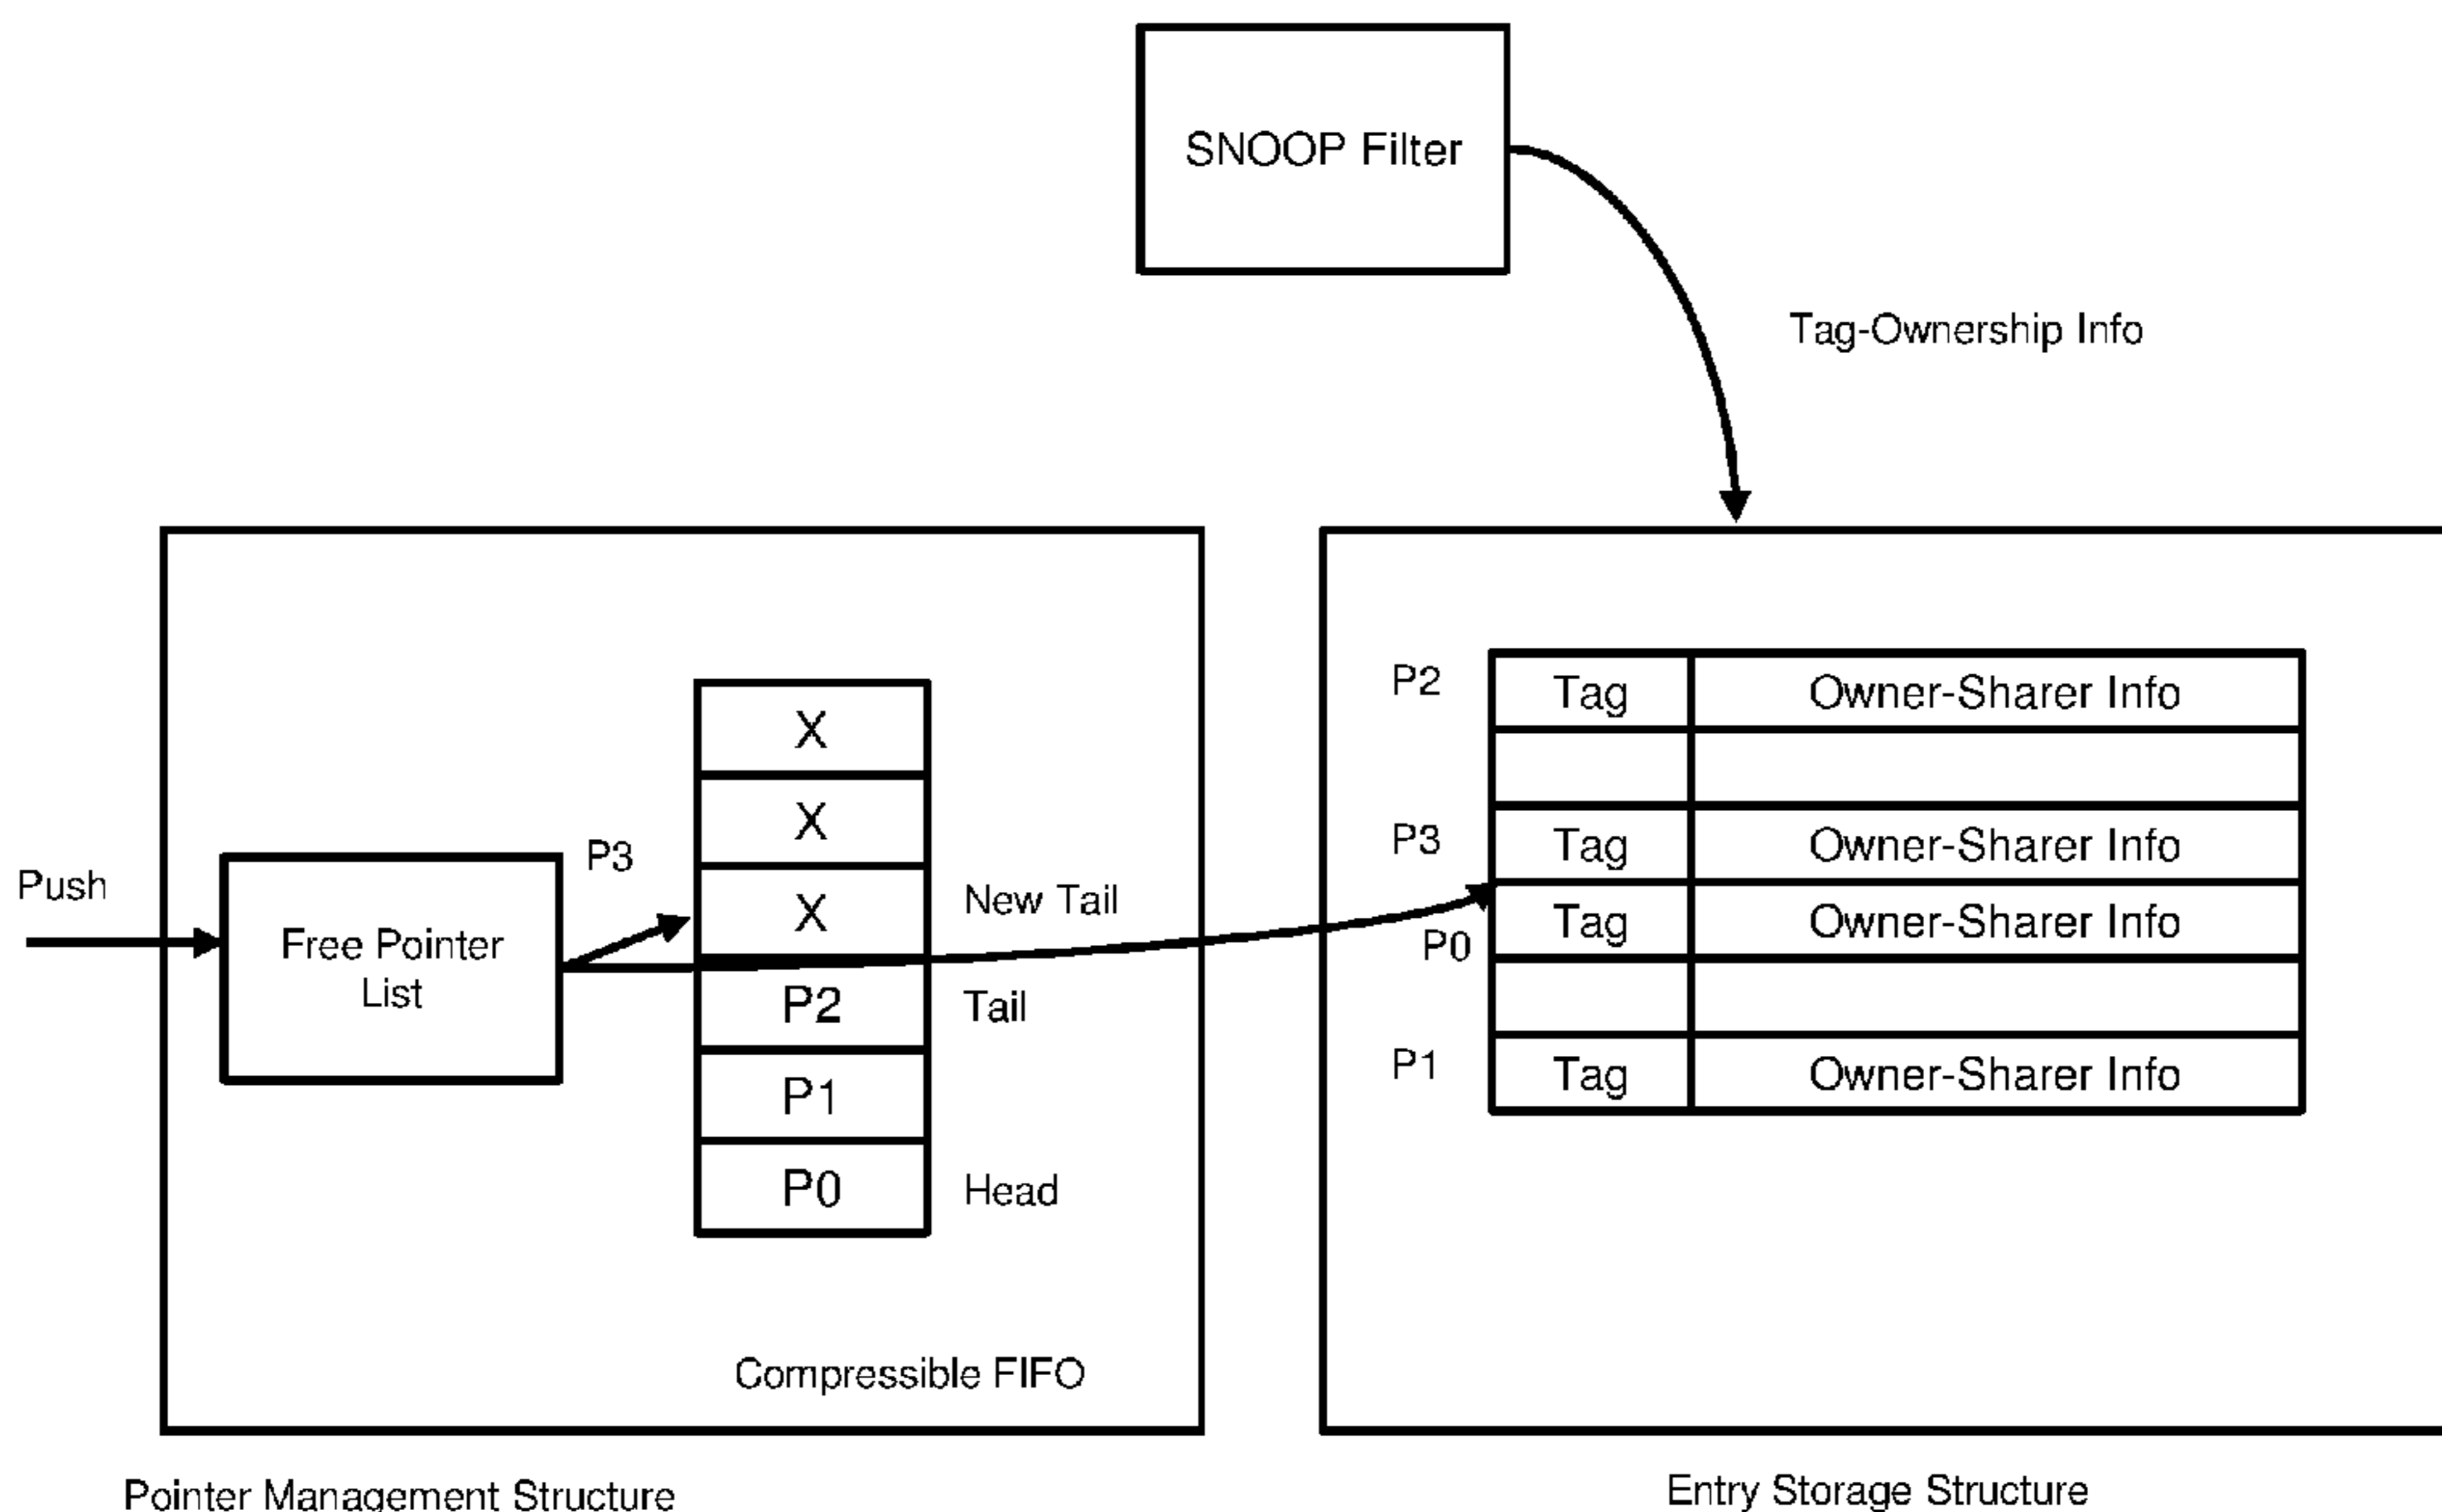 SNOOP Filter
Tag-Ownership Info
Push
Free Pointer
List
P3
X
X
X
New Tail
P2
Tail
P1
P0
Head
Compressible FIFO
Pointer Management Structure
P2
Tag
Owner-Sharer Info
P3
Tag
Owner-Sharer Info
P0
Tag
Owner-Sharer Info
P1
Tag
Owner-Sharer Info
Entry Storage Structure